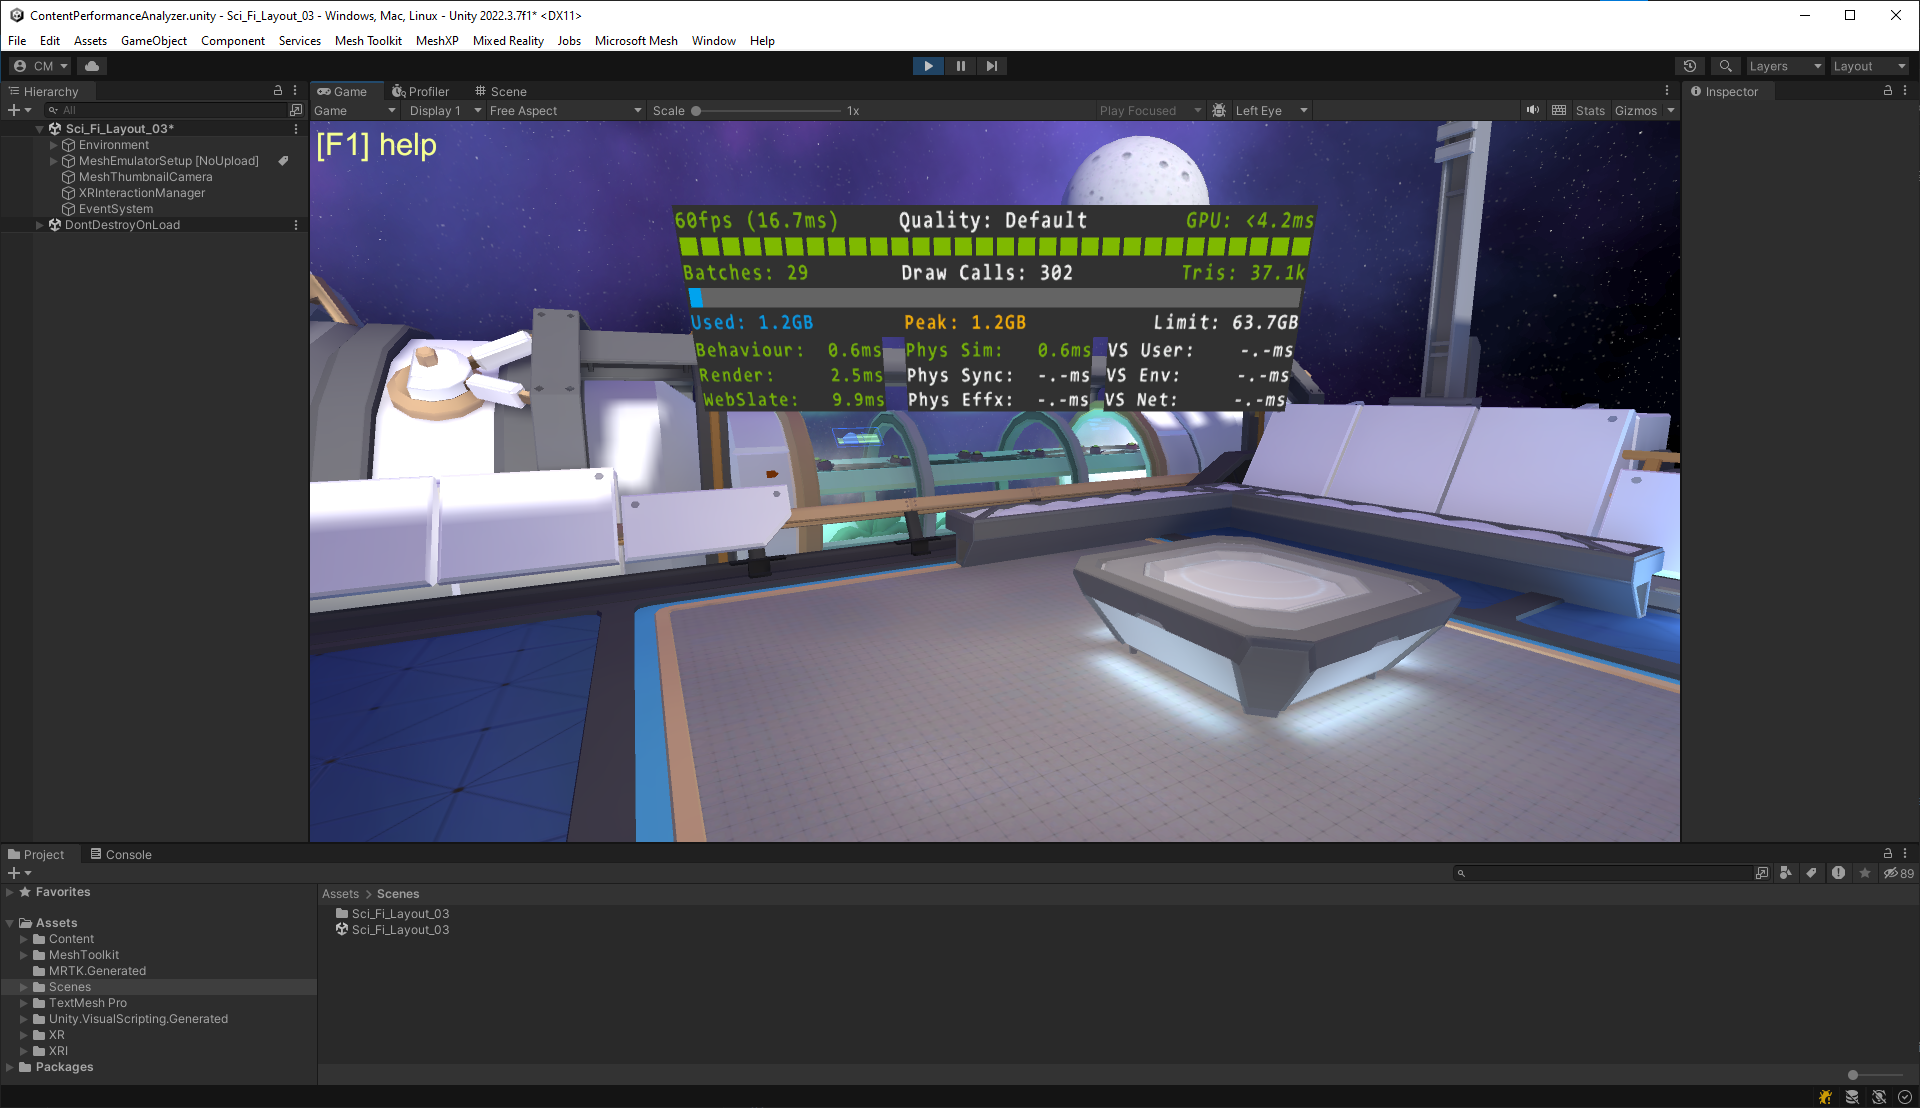 ContentPerformanceAnalyzer.unity - Sci_Fi_Layout_03 - Windows, Mac, Linux - Unity 2022.3.7f1* <DX11>
File Edit Assets GameObject Component Services Mesh Toolkit MeshXP Mixed Reality Jobs Microsoft Mesh Window Help
CM Layers Layout
Hierarchy
All
Sci_Fi_Layout_03*
Environment
MeshEmulatorSetup [NoUpload]
MeshThumbnailCamera
XRInteractionManager
EventSystem
DontDestroyOnLoad
Game Profiler Scene
Game Display 1 Free Aspect Scale 1x Play Focused Left Eye Stats Gizmos
[F1] help
60fps (16.7ms) Quality: Default GPU: <4.2ms
Batches: 29 Draw Calls: 302 Tris: 37.1k
Used: 1.2GB Peak: 1.2GB Limit: 63.7GB
Behaviour: 0.6ms Phys Sim: 0.6ms VS User: -.-ms
Render: 2.5ms Phys Sync: -.-ms VS Env: -.-ms
WebSlate: 9.9ms Phys Effx: -.-ms VS Net: -.-ms
Inspector
Project Console
89
Favorites
Assets
Content
MeshToolkit
MRTK.Generated
Scenes
TextMesh Pro
Unity.VisualScripting.Generated
XR
XRI
Packages
Assets > Scenes
Sci_Fi_Layout_03
Sci_Fi_Layout_03